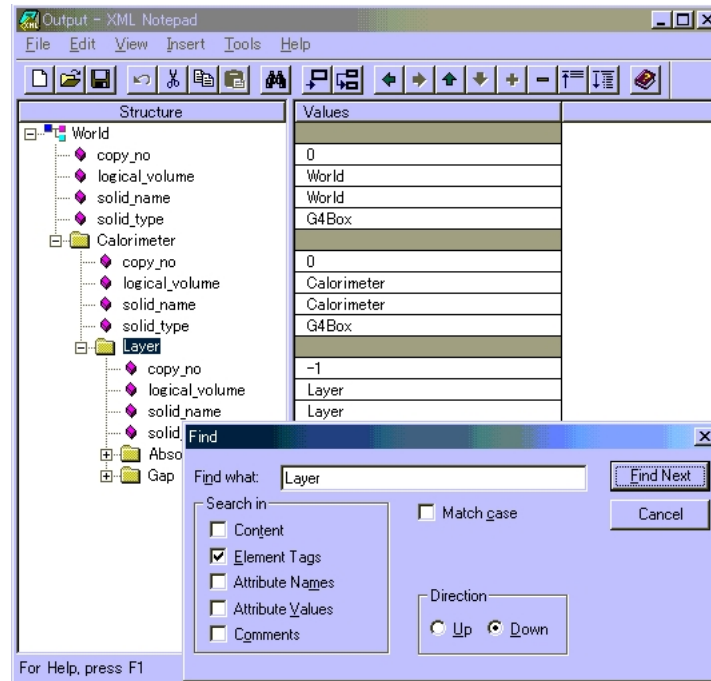 Output - XML Notepad
File Edit View Insert Tools Help
Structure Values
World
copy_no 0
logical_volume World
solid_name World
solid_type G4Box
Calorimeter
copy_no 0
logical_volume Calorimeter
solid_name Calorimeter
solid_type G4Box
Layer
copy_no -1
logical_volume Layer
solid_name Layer
solid_
Abso
Gap
Find
Find what: Layer Find Next
Search in Match case Cancel
Content
Element Tags
Attribute Names
Attribute Values
Comments
Direction
Up Down
For Help, press F1